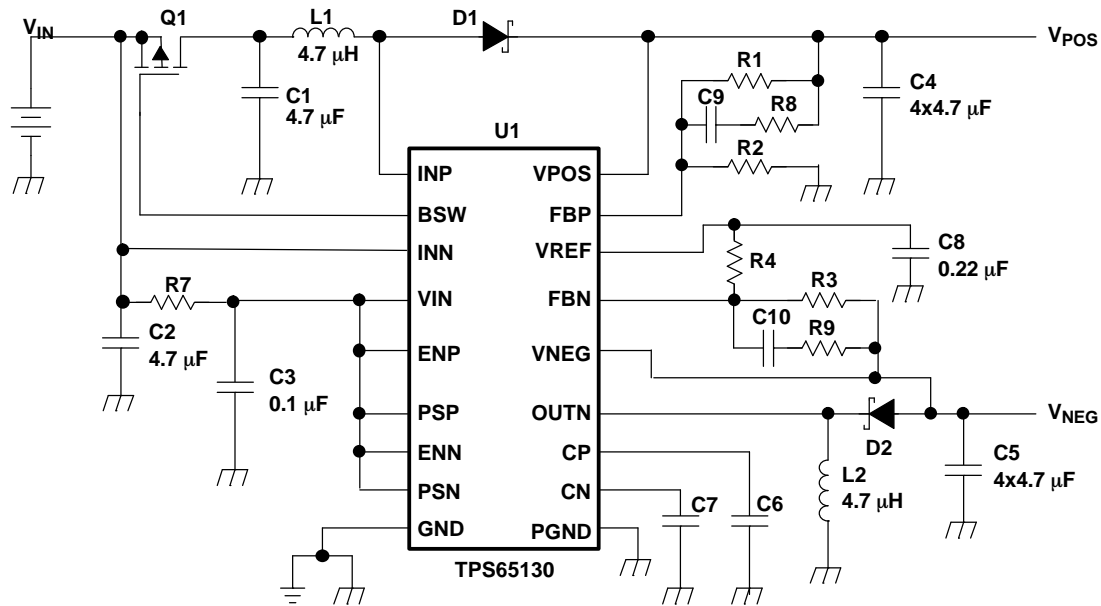 Q1
V_IN
L1
4.7 μH
D1
V_POS
C1
4.7 μF
R1
C9
R8
R2
C4
4x4.7 μF
U1
INP
BSW
INN
VIN
ENP
PSP
ENN
PSN
GND
VPOS
FBP
VREF
FBN
VNEG
OUTN
CP
CN
PGND
TPS65130
R7
C2
4.7 μF
C3
0.1 μF
R4
C8
0.22 μF
R3
C10
R9
V_NEG
D2
L2
4.7 μH
C5
4x4.7 μF
C7
C6